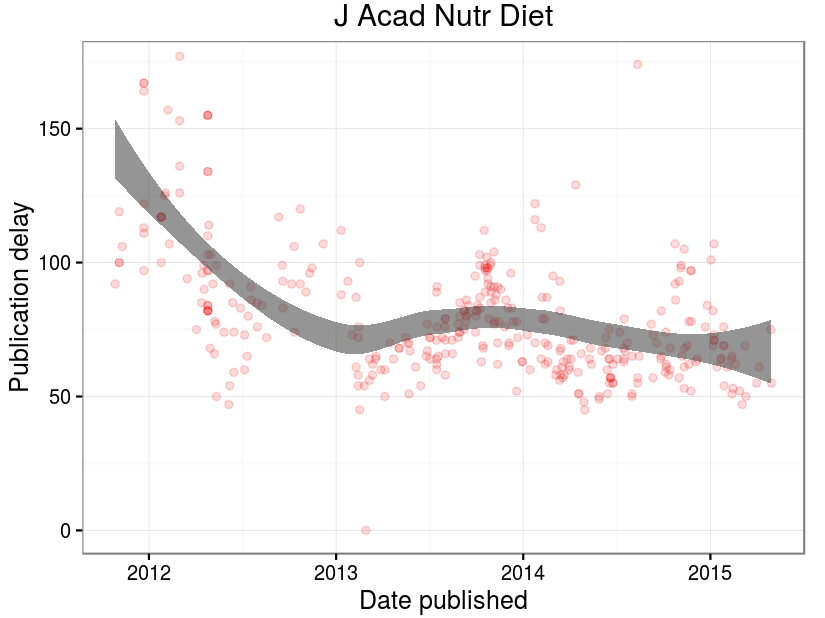 J Acad Nutr Diet
Publication delay
150
100
50
0
2012 2013 2014 2015
Date published